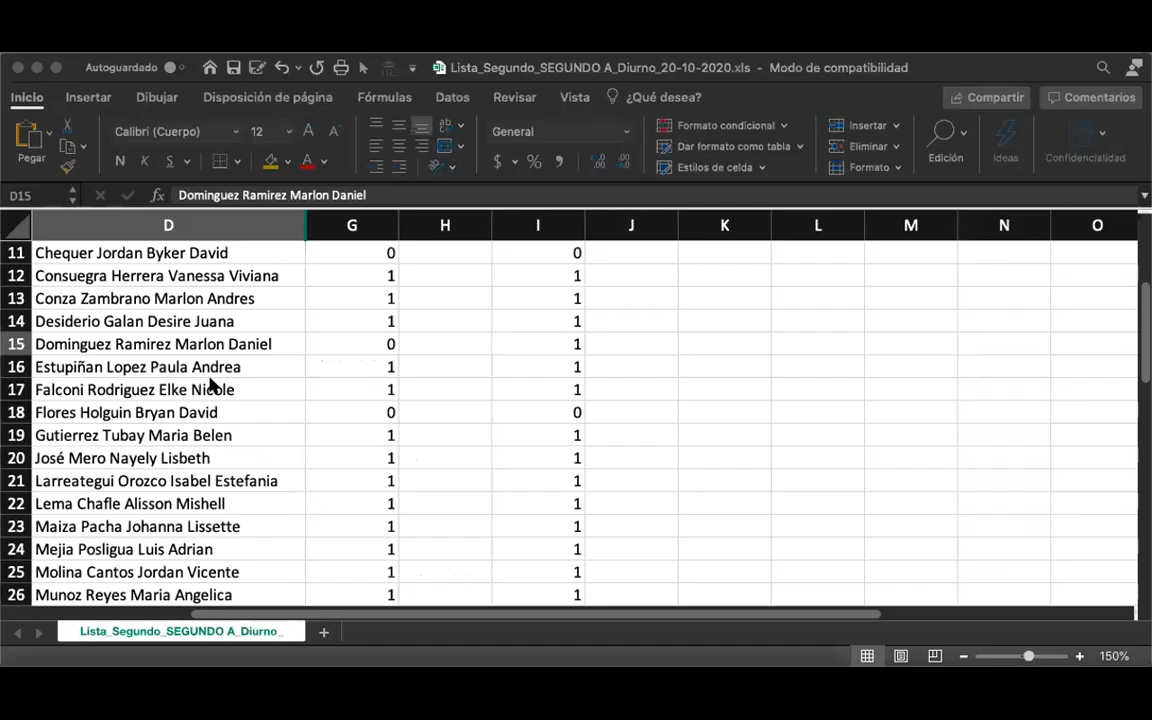 Autoguardado Lista_Segundo_SEGUNDO A_Diurno_20-10-2020.xls - Modo de compatibilidad
Inicio Insertar Dibujar Disposición de página Fórmulas Datos Revisar Vista ¿Qué desea? Compartir Comentarios
Pegar Calibri (Cuerpo) 12 A A ab General Formato condicional Insertar
Dar formato como tabla Eliminar Edición Ideas Confidencialidad
N K S A $ % Estilos de celda Formato
D15 fx Dominguez Ramirez Marlon Daniel
D G H I J K L M N O
11 Chequer Jordan Byker David 0 0
12 Consuegra Herrera Vanessa Viviana 1 1
13 Conza Zambrano Marlon Andres 1 1
14 Desiderio Galan Desire Juana 1 1
15 Dominguez Ramirez Marlon Daniel 0 1
16 Estupiñan Lopez Paula Andrea 1 1
17 Falconi Rodriguez Elke Nicole 1 1
18 Flores Holguin Bryan David 0 0
19 Gutierrez Tubay Maria Belen 1 1
20 José Mero Nayely Lisbeth 1 1
21 Larreategui Orozco Isabel Estefania 1 1
22 Lema Chafle Alisson Mishell 1 1
23 Maiza Pacha Johanna Lissette 1 1
24 Mejia Posligua Luis Adrian 1 1
25 Molina Cantos Jordan Vicente 1 1
26 Munoz Reyes Maria Angelica 1 1
Lista_Segundo_SEGUNDO A_Diurno_ +
- + 150%